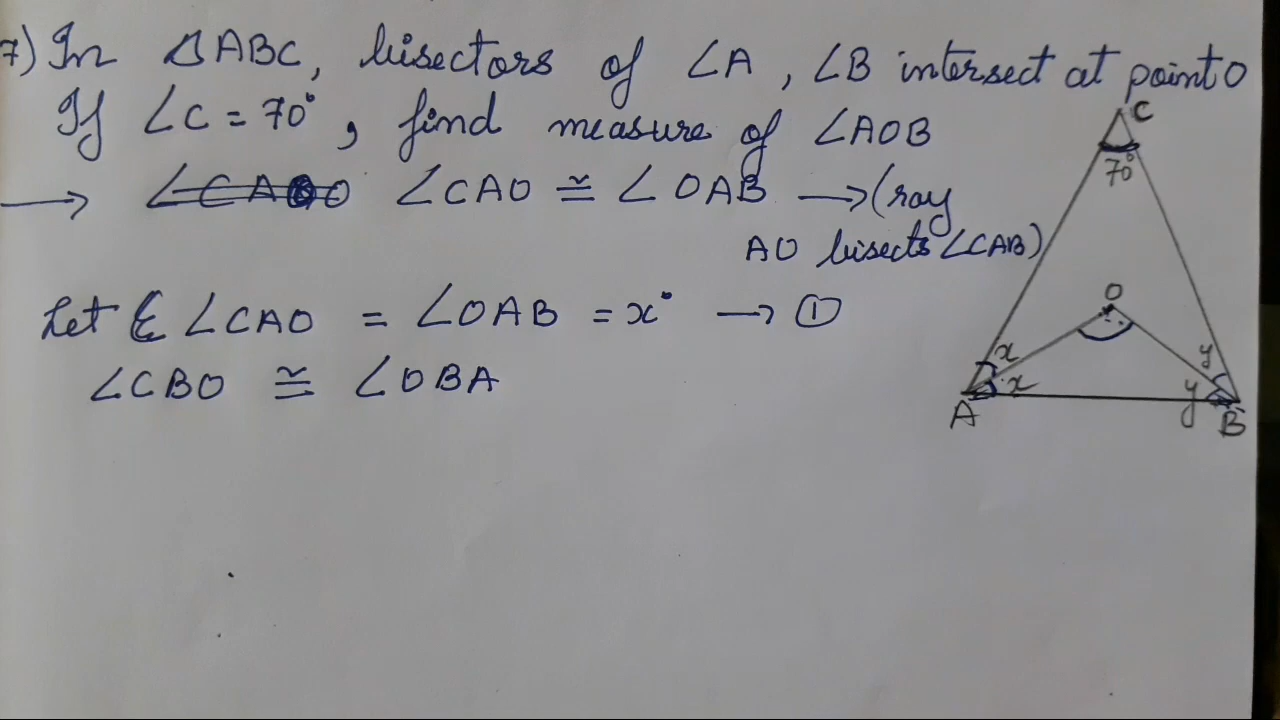 7) In △ABC, bisectors of ∠A, ∠B intersect at point O
If ∠C = 70°, find measure of ∠AOB
→ ∠CAO ≅ ∠OAB → (ray
AO bisects ∠CAB)
Let ∠CAO = ∠OAB = x° → ①
∠CBO ≅ ∠OBA
C
70°
O
x
x
y
y
A
B